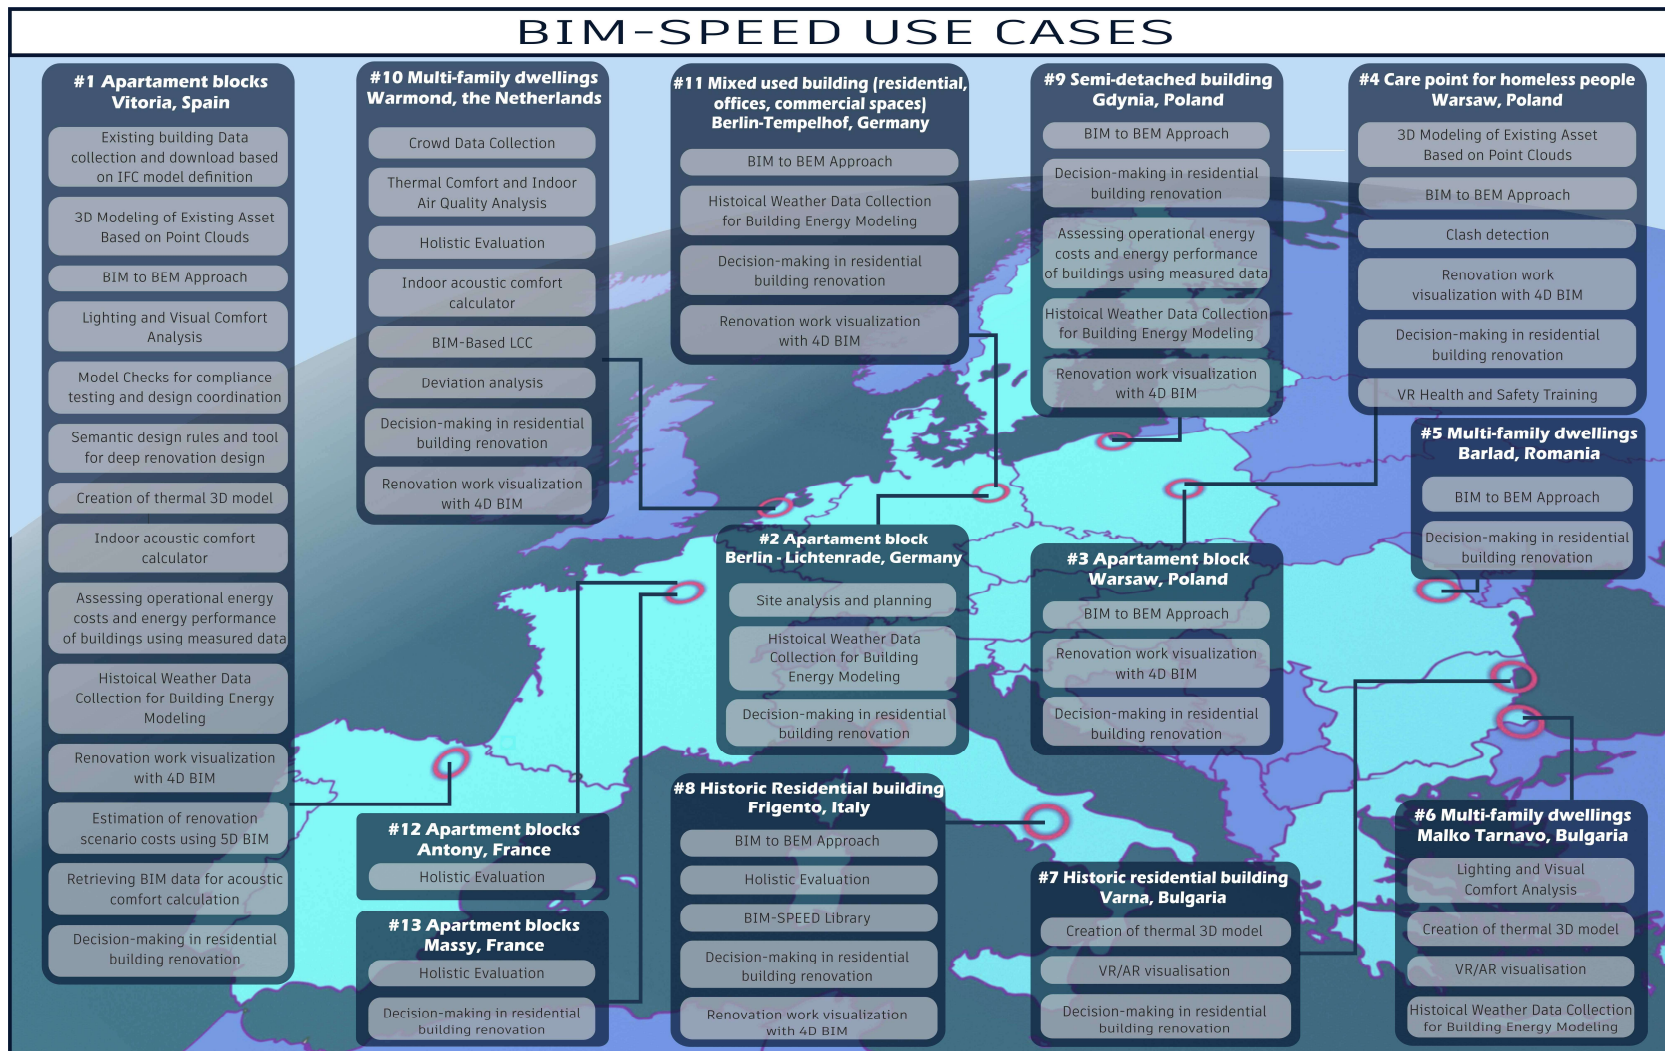 BIM-SPEED USE CASES
#1 Apartament blocks
Vitoria, Spain
Existing building Data
collection and download based
on IFC model definition
3D Modeling of Existing Asset
Based on Point Clouds
BIM to BEM Approach
Lighting and Visual Comfort
Analysis
Model Checks for compliance
testing and design coordination
Semantic design rules and tool
for deep renovation design
Creation of thermal 3D model
Indoor acoustic comfort
calculator
Assessing operational energy
costs and energy performance
of buildings using measured data
Histoical Weather Data
Collection for Building Energy
Modeling
Renovation work visualization
with 4D BIM
Estimation of renovation
scenario costs using 5D BIM
Retrieving BIM data for acoustic
comfort calculation
Decision-making in residential
building renovation
#10 Multi-family dwellings
Warmond, the Netherlands
Crowd Data Collection
Thermal Comfort and Indoor
Air Quality Analysis
Holistic Evaluation
Indoor acoustic comfort
calculator
BIM-Based LCC
Deviation analysis
Decision-making in residential
building renovation
Renovation work visualization
with 4D BIM
#11 Mixed used building (residential,
offices, commercial spaces)
Berlin-Tempelhof, Germany
BIM to BEM Approach
Histoical Weather Data Collection
for Building Energy Modeling
Decision-making in residential
building renovation
Renovation work visualization
with 4D BIM
#9 Semi-detached building
Gdynia, Poland
BIM to BEM Approach
Decision-making in residential
building renovation
Assessing operational energy
costs and energy performance
of buildings using measured data
Histoical Weather Data Collection
for Building Energy Modeling
Renovation work visualization
with 4D BIM
#4 Care point for homeless people
Warsaw, Poland
3D Modeling of Existing Asset
Based on Point Clouds
BIM to BEM Approach
Clash detection
Renovation work
visualization with 4D BIM
Decision-making in residential
building renovation
VR Health and Safety Training
#5 Multi-family dwellings
Barlad, Romania
BIM to BEM Approach
Decision-making in residential
building renovation
#2 Apartament block
Berlin - Lichtenrade, Germany
Site analysis and planning
Histoical Weather Data
Collection for Building
Energy Modeling
Decision-making in residential
building renovation
#3 Apartament block
Warsaw, Poland
BIM to BEM Approach
Renovation work visualization
with 4D BIM
Decision-making in residential
building renovation
#12 Apartment blocks
Antony, France
Holistic Evaluation
#13 Apartment blocks
Massy, France
Holistic Evaluation
Decision-making in residential
building renovation
#8 Historic Residential building
Frigento, Italy
BIM to BEM Approach
Holistic Evaluation
BIM-SPEED Library
Decision-making in residential
building renovation
Renovation work visualization
with 4D BIM
#7 Historic residential building
Varna, Bulgaria
Creation of thermal 3D model
VR/AR visualisation
Decision-making in residential
building renovation
#6 Multi-family dwellings
Malko Tarnavo, Bulgaria
Lighting and Visual
Comfort Analysis
Creation of thermal 3D model
VR/AR visualisation
Histoical Weather Data Collection
for Building Energy Modeling